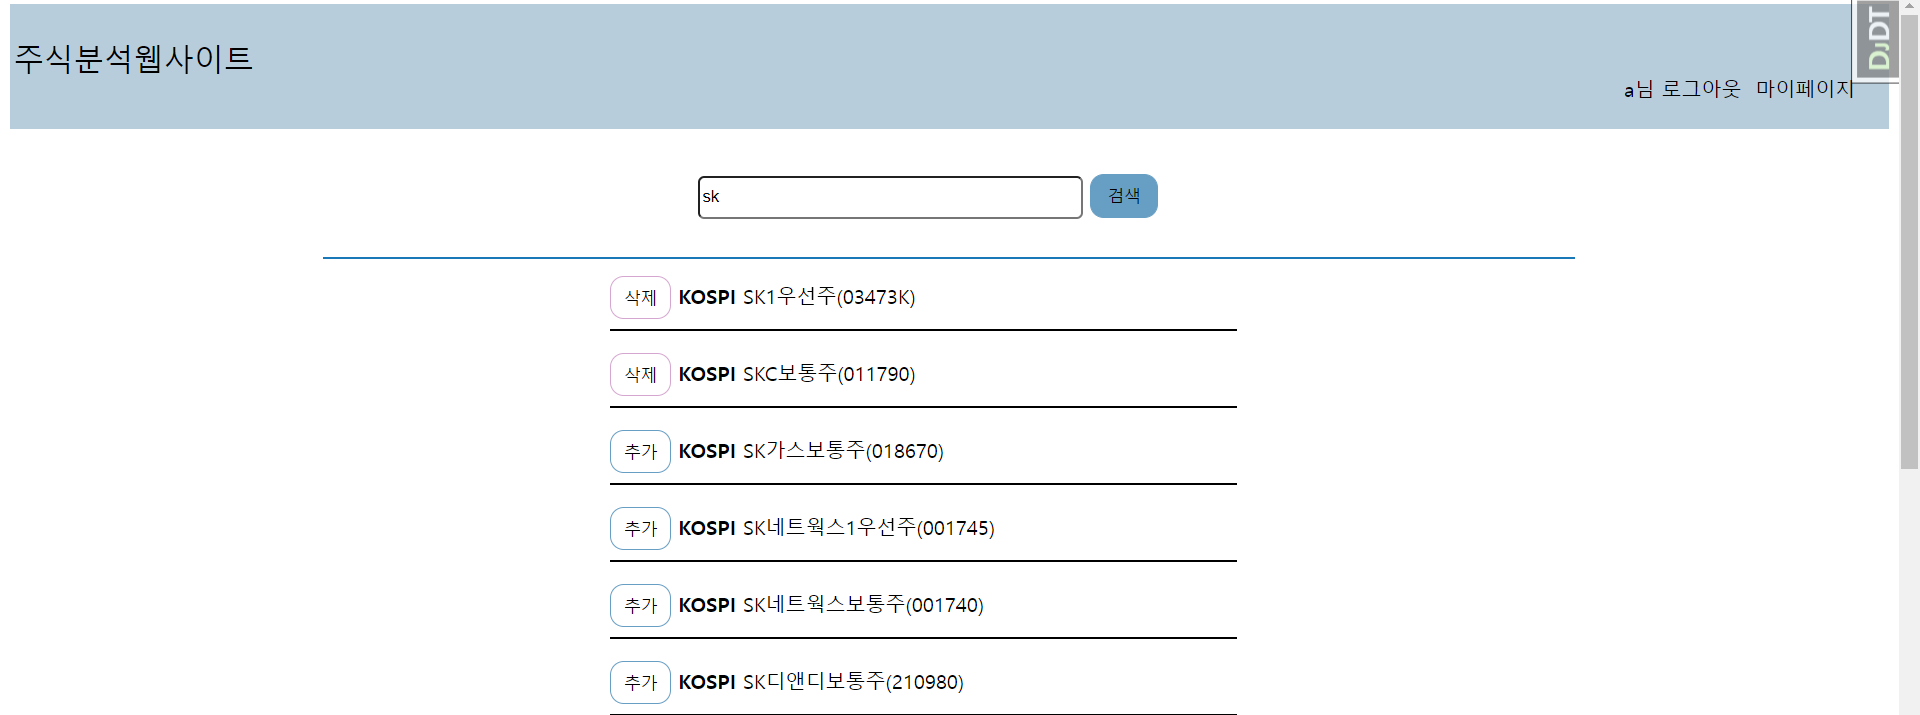 주식분석웹사이트
DJDT
a님 로그아웃 마이페이지
sk 검색
삭제 KOSPI SK1우선주(03473K)
삭제 KOSPI SKC보통주(011790)
추가 KOSPI SK가스보통주(018670)
추가 KOSPI SK네트웍스1우선주(001745)
추가 KOSPI SK네트웍스보통주(001740)
추가 KOSPI SK디앤디보통주(210980)